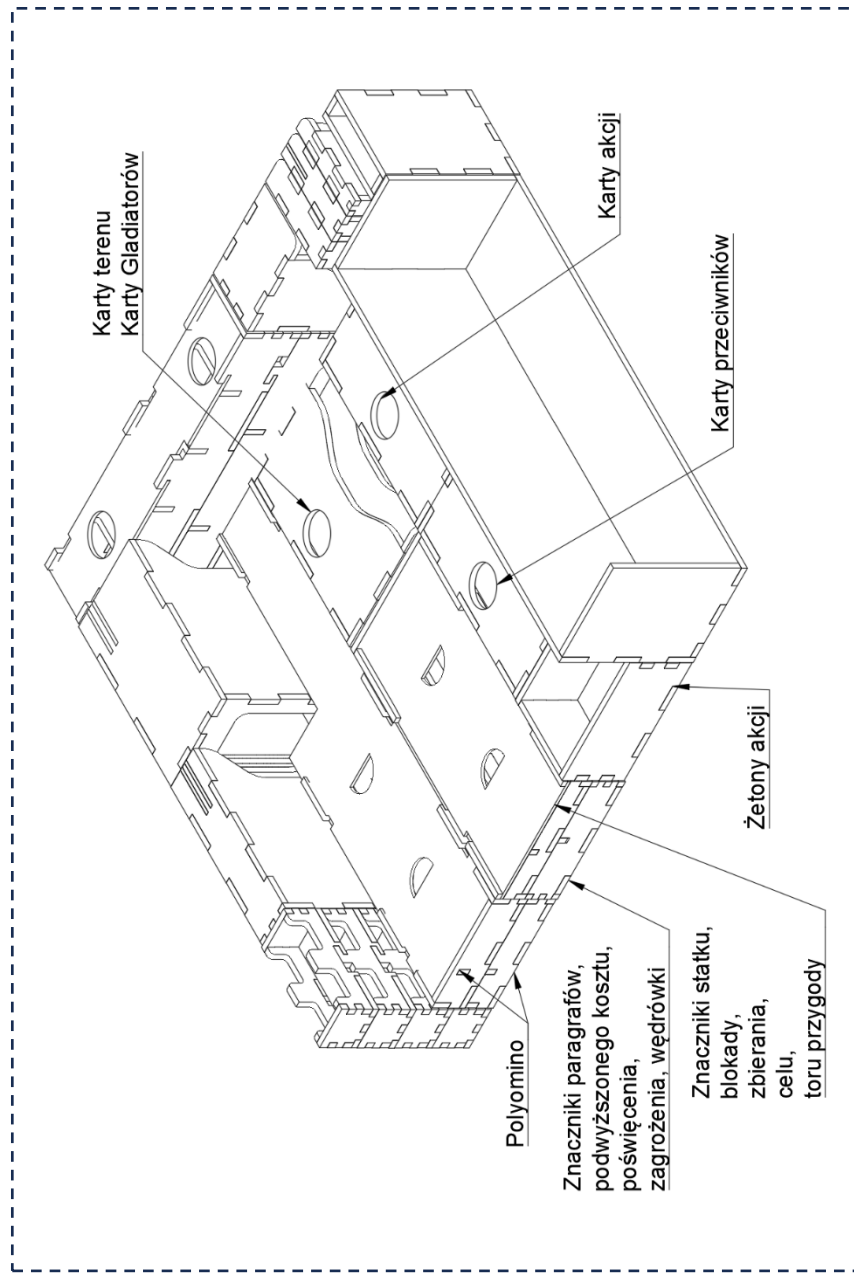 Karty terenu
Karty Gladiatorów
Karty akcji
Karty przeciwników
Żetony akcji
Polyomino
Znaczniki paragrafów,
podwyższonego kosztu,
poświęcenia,
zagrożenia, wędrówki
Znaczniki statku,
blokady,
zbierania,
celu,
toru przygody